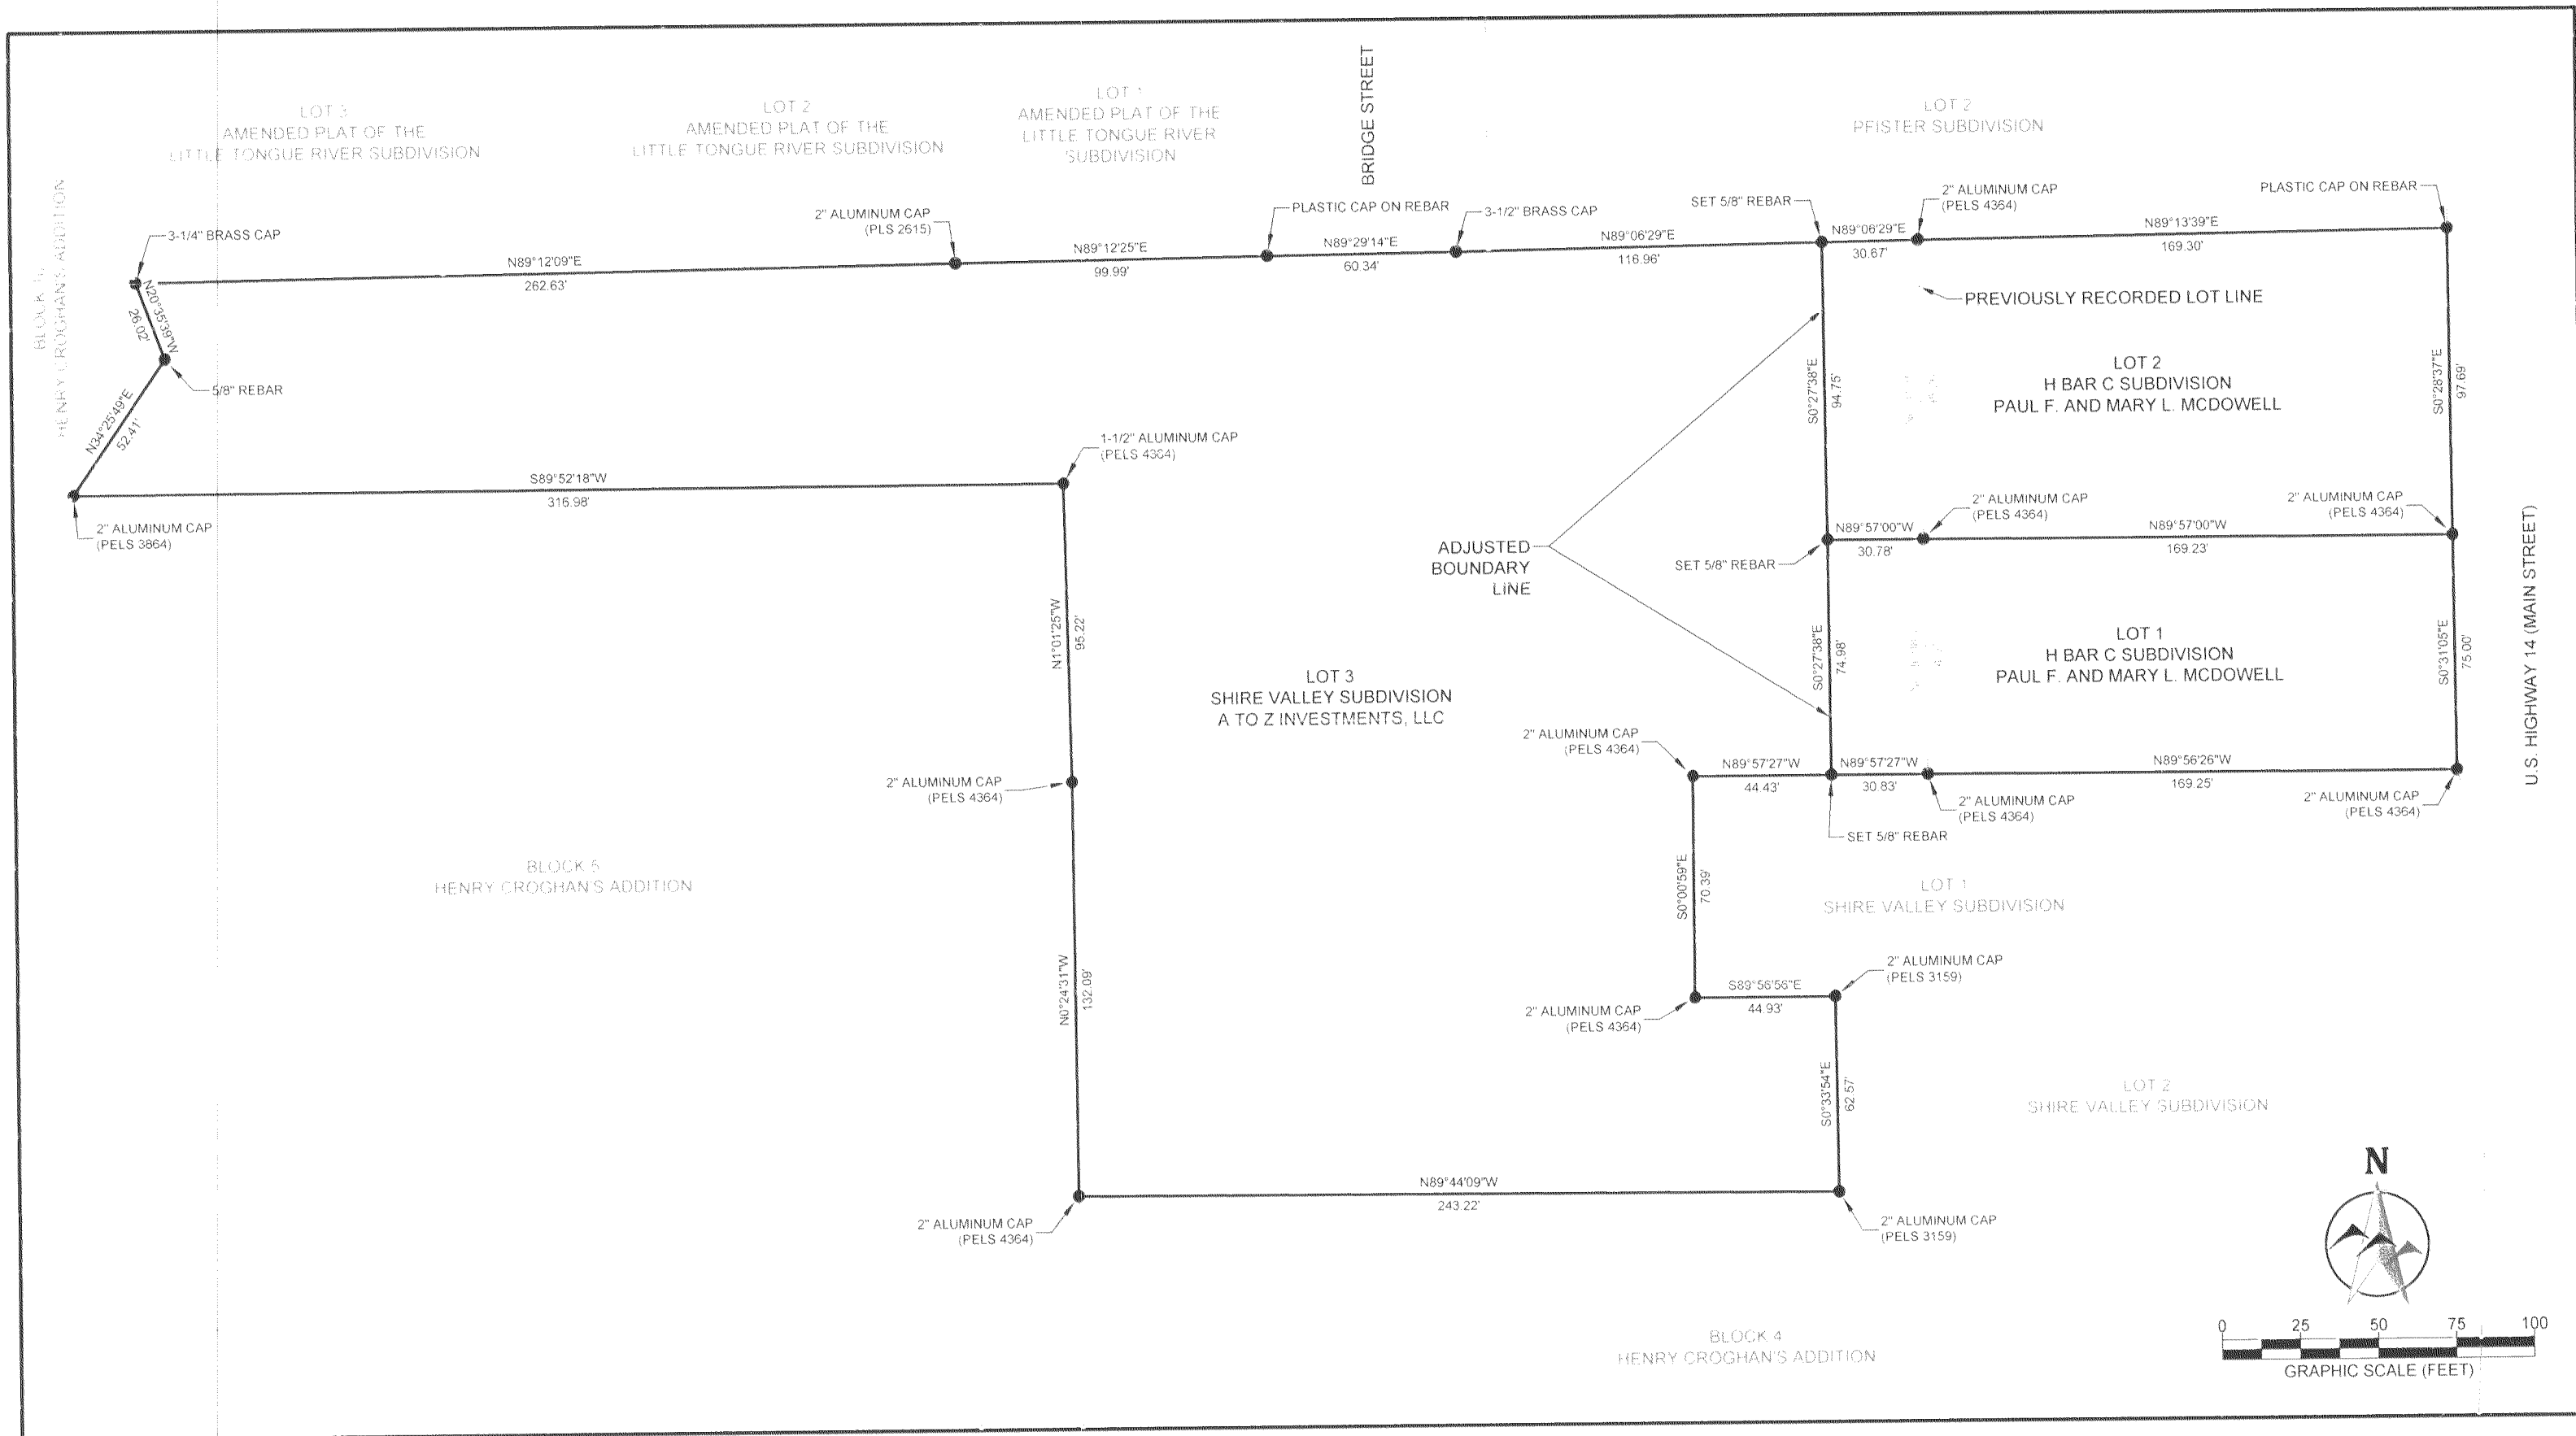 LOT 3
AMENDED PLAT OF THE
LITTLE TONGUE RIVER SUBDIVISION
LOT 2
AMENDED PLAT OF THE
LITTLE TONGUE RIVER SUBDIVISION
LOT 1
AMENDED PLAT OF THE
LITTLE TONGUE RIVER
SUBDIVISION
BRIDGE STREET
LOT 2
PFISTER SUBDIVISION
BLOCK
HENRY CROGHAN'S ADDITION
3-1/4" BRASS CAP
2" ALUMINUM CAP
(PLS 2615)
PLASTIC CAP ON REBAR
3-1/2" BRASS CAP
SET 5/8" REBAR
2" ALUMINUM CAP
(PELS 4364)
PLASTIC CAP ON REBAR
N89°12'09"E
262.63'
N89°12'25"E
99.99'
N89°29'14"E
60.34'
N89°06'29"E
116.96'
N89°06'29"E
30.67'
N89°13'39"E
169.30'
N20°35'39"W
26.02'
5/8" REBAR
N34°25'49"E
52.41'
PREVIOUSLY RECORDED LOT LINE
LOT 2
H BAR C SUBDIVISION
PAUL F. AND MARY L. MCDOWELL
S0°27'38"E
94.75'
S0°28'37"E
97.69'
1-1/2" ALUMINUM CAP
(PELS 4364)
S89°52'18"W
316.98'
2" ALUMINUM CAP
(PELS 3864)
2" ALUMINUM CAP
(PELS 4364)
2" ALUMINUM CAP
(PELS 4364)
N89°57'00"W
30.78'
N89°57'00"W
169.23'
SET 5/8" REBAR
ADJUSTED
BOUNDARY
LINE
U.S. HIGHWAY 14 (MAIN STREET)
N1°01'25"W
95.22'
S0°27'38"E
74.98'
LOT 1
H BAR C SUBDIVISION
PAUL F. AND MARY L. MCDOWELL
S0°31'05"E
75.00'
LOT 3
SHIRE VALLEY SUBDIVISION
A TO Z INVESTMENTS, LLC
2" ALUMINUM CAP
(PELS 4364)
2" ALUMINUM CAP
(PELS 4364)
N89°57'27"W
44.43'
N89°57'27"W
30.83'
N89°56'26"W
169.25'
2" ALUMINUM CAP
(PELS 4364)
2" ALUMINUM CAP
(PELS 4364)
SET 5/8" REBAR
BLOCK 5
HENRY CROGHAN'S ADDITION
S0°00'59"E
70.39'
LOT 1
SHIRE VALLEY SUBDIVISION
N0°24'31"W
132.09'
2" ALUMINUM CAP
(PELS 3159)
S89°56'56"E
44.93'
2" ALUMINUM CAP
(PELS 4364)
S0°33'54"E
62.57'
LOT 2
SHIRE VALLEY SUBDIVISION
N89°44'09"W
243.22'
2" ALUMINUM CAP
(PELS 4364)
2" ALUMINUM CAP
(PELS 3159)
N
BLOCK 4
HENRY CROGHAN'S ADDITION
0 25 50 75 100
GRAPHIC SCALE (FEET)